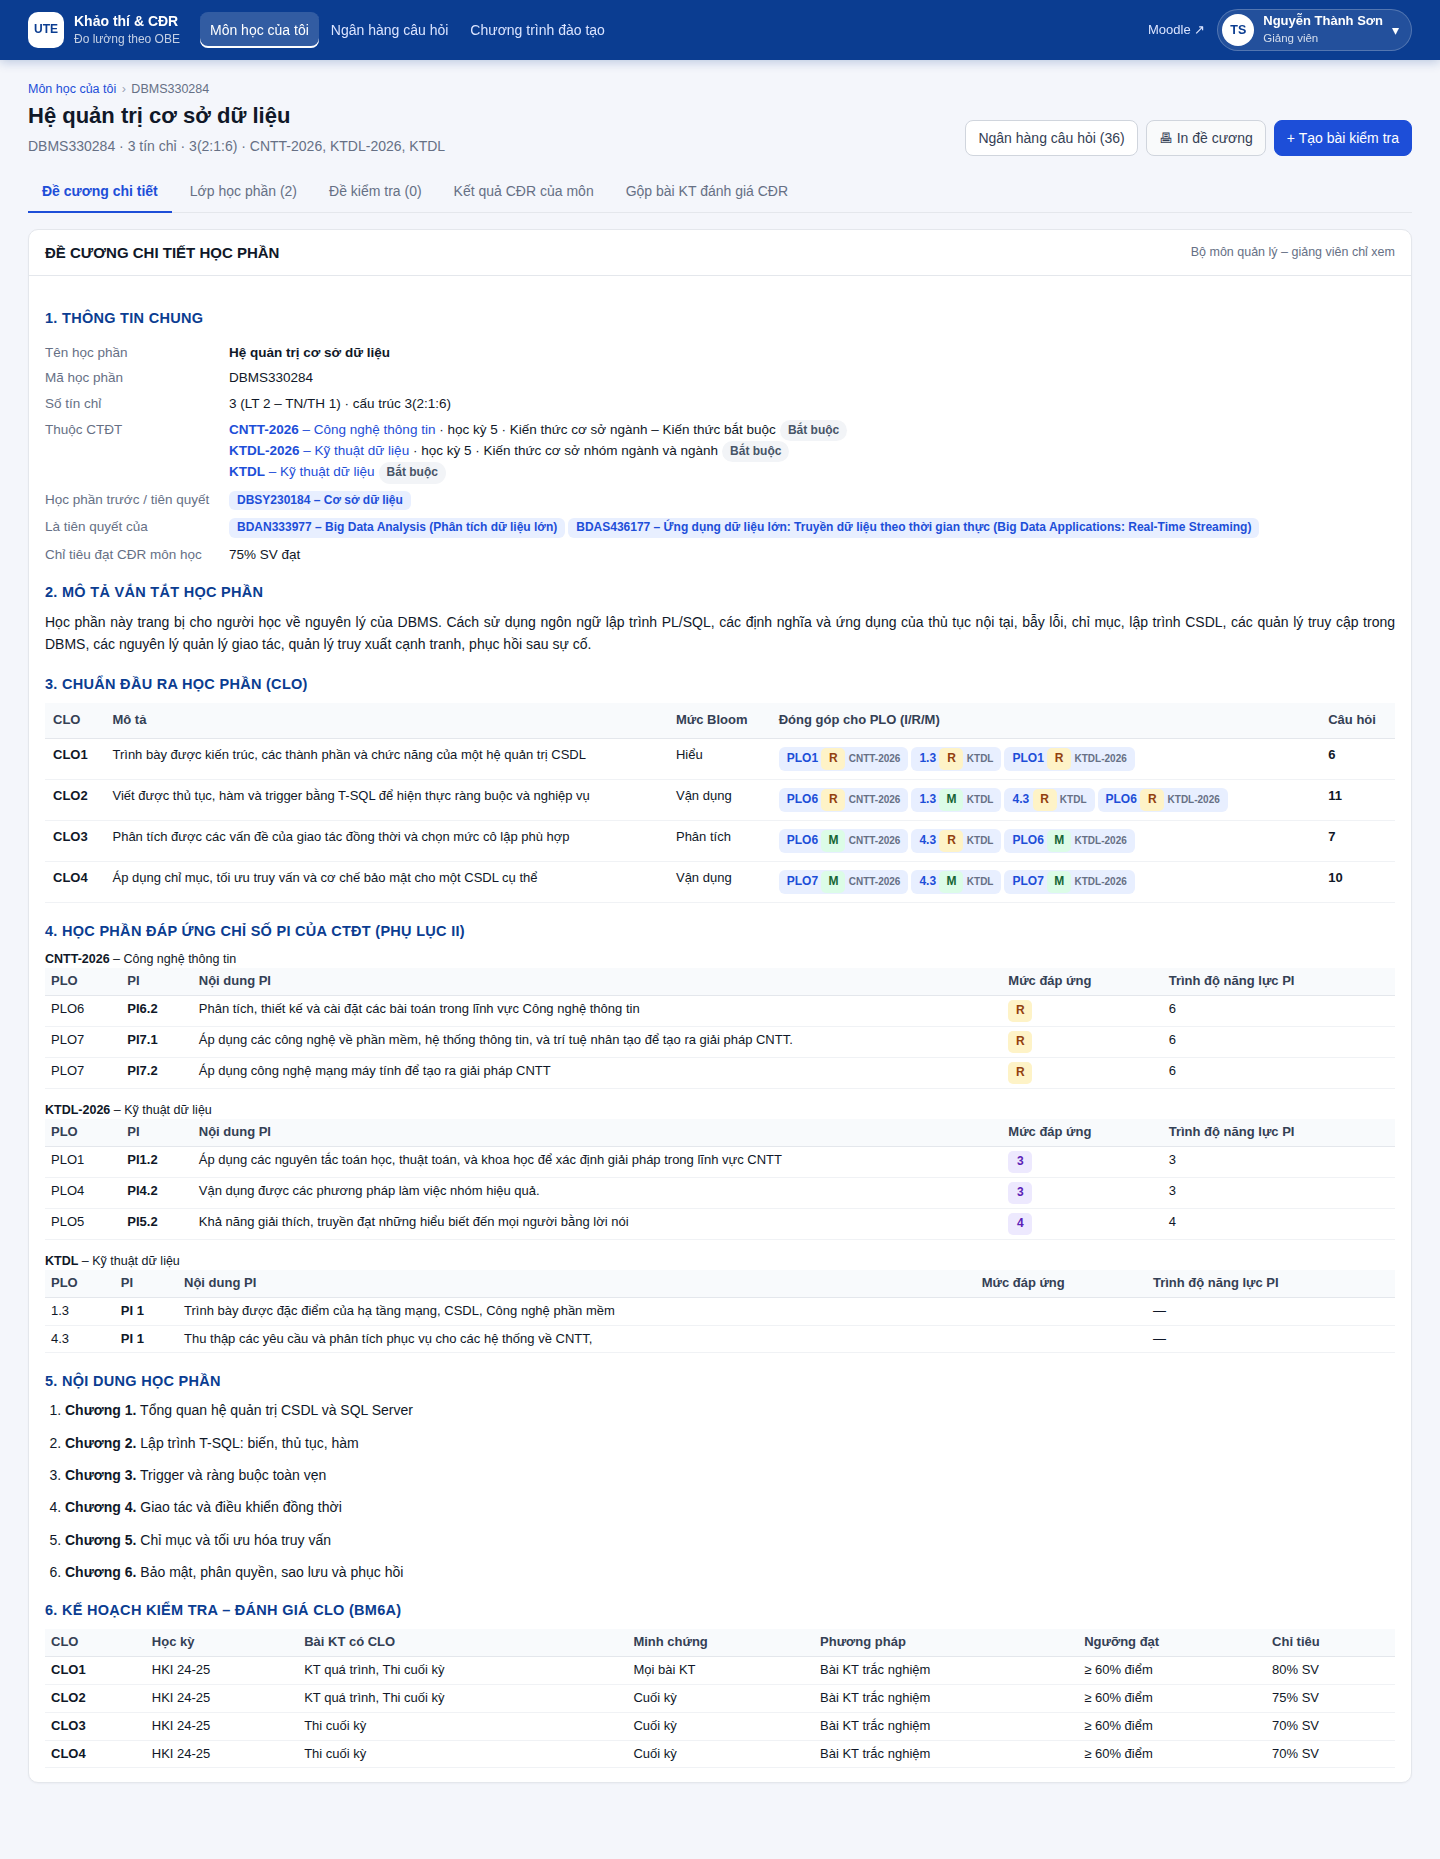 UTE
Khảo thí & CĐR
Đo lường theo OBE
Môn học của tôi
Ngân hàng câu hỏi
Chương trình đào tạo
Moodle ↗
TS
Nguyễn Thành Sơn
Giảng viên
▾
Môn học của tôi › DBMS330284
Hệ quản trị cơ sở dữ liệu
DBMS330284 · 3 tín chỉ · 3(2:1:6) · CNTT-2026, KTDL-2026, KTDL
Ngân hàng câu hỏi (36)
🖶 In đề cương
+ Tạo bài kiểm tra
Đề cương chi tiết
Lớp học phần (2)
Đề kiểm tra (0)
Kết quả CĐR của môn
Gộp bài KT đánh giá CĐR
ĐỀ CƯƠNG CHI TIẾT HỌC PHẦN
Bộ môn quản lý – giảng viên chỉ xem
1. THÔNG TIN CHUNG
Tên học phần Hệ quản trị cơ sở dữ liệu
Mã học phần DBMS330284
Số tín chỉ 3 (LT 2 – TN/TH 1) · cấu trúc 3(2:1:6)
Thuộc CTĐT CNTT-2026 – Công nghệ thông tin · học kỳ 5 · Kiến thức cơ sở ngành – Kiến thức bắt buộc Bắt buộc
KTDL-2026 – Kỹ thuật dữ liệu · học kỳ 5 · Kiến thức cơ sở nhóm ngành và ngành Bắt buộc
KTDL – Kỹ thuật dữ liệu Bắt buộc
Học phần trước / tiên quyết DBSY230184 – Cơ sở dữ liệu
Là tiên quyết của BDAN333977 – Big Data Analysis (Phân tích dữ liệu lớn) BDAS436177 – Ứng dụng dữ liệu lớn: Truyền dữ liệu theo thời gian thực (Big Data Applications: Real-Time Streaming)
Chỉ tiêu đạt CĐR môn học 75% SV đạt
2. MÔ TẢ VẮN TẮT HỌC PHẦN
Học phần này trang bị cho người học về nguyên lý của DBMS. Cách sử dụng ngôn ngữ lập trình PL/SQL, các định nghĩa và ứng dụng của thủ tục nội tại, bẫy lỗi, chỉ mục, lập trình CSDL, các quản lý truy cập trong
DBMS, các nguyên lý quản lý giao tác, quản lý truy xuất cạnh tranh, phục hồi sau sự cố.
3. CHUẨN ĐẦU RA HỌC PHẦN (CLO)
CLO Mô tả Mức Bloom Đóng góp cho PLO (I/R/M) Câu hỏi
CLO1 Trình bày được kiến trúc, các thành phần và chức năng của một hệ quản trị CSDL Hiểu PLO1 R CNTT-2026 1.3 R KTDL PLO1 R KTDL-2026 6
CLO2 Viết được thủ tục, hàm và trigger bằng T-SQL để hiện thực ràng buộc và nghiệp vụ Vận dụng PLO6 R CNTT-2026 1.3 M KTDL 4.3 R KTDL PLO6 R KTDL-2026 11
CLO3 Phân tích được các vấn đề của giao tác đồng thời và chọn mức cô lập phù hợp Phân tích PLO6 M CNTT-2026 4.3 R KTDL PLO6 M KTDL-2026 7
CLO4 Áp dụng chỉ mục, tối ưu truy vấn và cơ chế bảo mật cho một CSDL cụ thể Vận dụng PLO7 M CNTT-2026 4.3 M KTDL PLO7 M KTDL-2026 10
4. HỌC PHẦN ĐÁP ỨNG CHỈ SỐ PI CỦA CTĐT (PHỤ LỤC II)
CNTT-2026 – Công nghệ thông tin
PLO PI Nội dung PI Mức đáp ứng Trình độ năng lực PI
PLO6 PI6.2 Phân tích, thiết kế và cài đặt các bài toán trong lĩnh vực Công nghệ thông tin R 6
PLO7 PI7.1 Áp dụng các công nghệ về phần mềm, hệ thống thông tin, và trí tuệ nhân tạo để tạo ra giải pháp CNTT. R 6
PLO7 PI7.2 Áp dụng công nghệ mạng máy tính để tạo ra giải pháp CNTT R 6
KTDL-2026 – Kỹ thuật dữ liệu
PLO PI Nội dung PI Mức đáp ứng Trình độ năng lực PI
PLO1 PI1.2 Áp dụng các nguyên tắc toán học, thuật toán, và khoa học để xác định giải pháp trong lĩnh vực CNTT 3 3
PLO4 PI4.2 Vận dụng được các phương pháp làm việc nhóm hiệu quả. 3 3
PLO5 PI5.2 Khả năng giải thích, truyền đạt những hiểu biết đến mọi người bằng lời nói 4 4
KTDL – Kỹ thuật dữ liệu
PLO PI Nội dung PI Mức đáp ứng Trình độ năng lực PI
1.3 PI 1 Trình bày được đặc điểm của hạ tầng mạng, CSDL, Công nghệ phần mềm —
4.3 PI 1 Thu thập các yêu cầu và phân tích phục vụ cho các hệ thống về CNTT, —
5. NỘI DUNG HỌC PHẦN
1. Chương 1. Tổng quan hệ quản trị CSDL và SQL Server
2. Chương 2. Lập trình T-SQL: biến, thủ tục, hàm
3. Chương 3. Trigger và ràng buộc toàn vẹn
4. Chương 4. Giao tác và điều khiển đồng thời
5. Chương 5. Chỉ mục và tối ưu hóa truy vấn
6. Chương 6. Bảo mật, phân quyền, sao lưu và phục hồi
6. KẾ HOẠCH KIỂM TRA – ĐÁNH GIÁ CLO (BM6A)
CLO Học kỳ Bài KT có CLO Minh chứng Phương pháp Ngưỡng đạt Chỉ tiêu
CLO1 HKI 24-25 KT quá trình, Thi cuối kỳ Mọi bài KT Bài KT trắc nghiệm ≥ 60% điểm 80% SV
CLO2 HKI 24-25 KT quá trình, Thi cuối kỳ Cuối kỳ Bài KT trắc nghiệm ≥ 60% điểm 75% SV
CLO3 HKI 24-25 Thi cuối kỳ Cuối kỳ Bài KT trắc nghiệm ≥ 60% điểm 70% SV
CLO4 HKI 24-25 Thi cuối kỳ Cuối kỳ Bài KT trắc nghiệm ≥ 60% điểm 70% SV